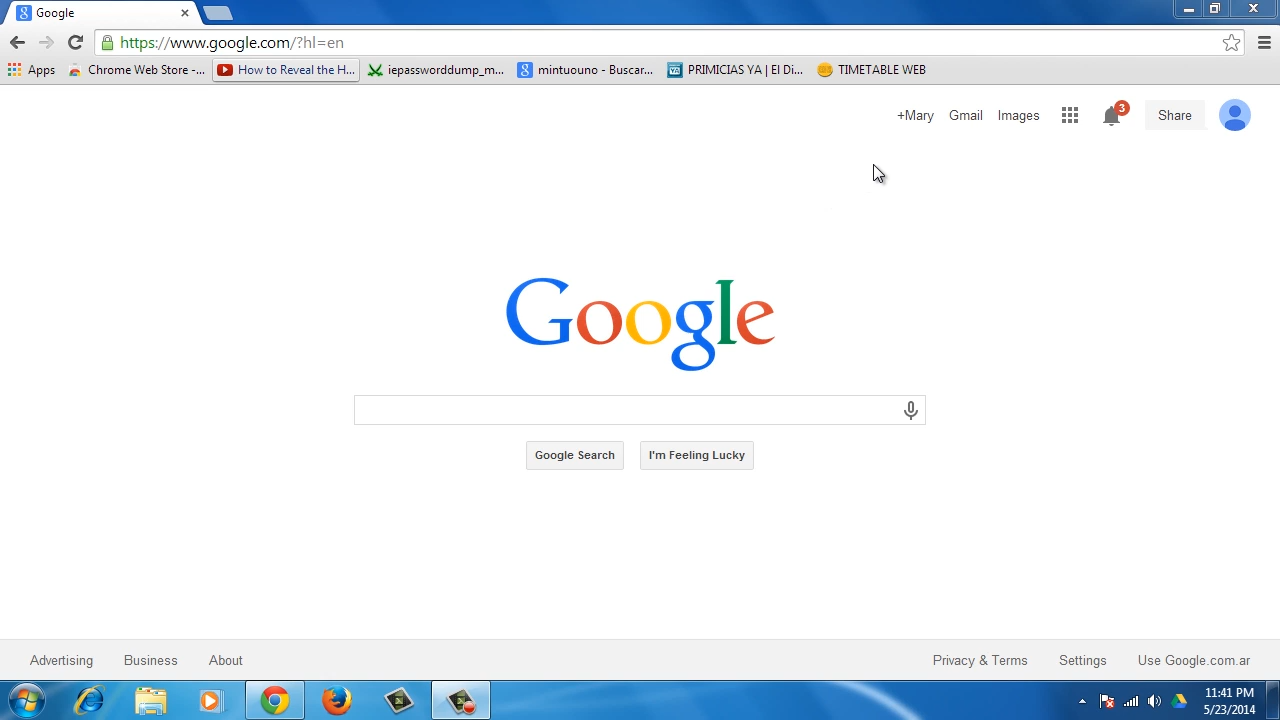 Google
https://www.google.com/?hl=en
Apps Chrome Web Store -... How to Reveal the H... iepassworddump_m... mintuouno - Buscar... PRIMICIAS YA | El Di... TIMETABLE WEB
+Mary Gmail Images 3 Share
Google
Google Search I'm Feeling Lucky
Advertising Business About Privacy & Terms Settings Use Google.com.ar
11:41 PM
5/23/2014